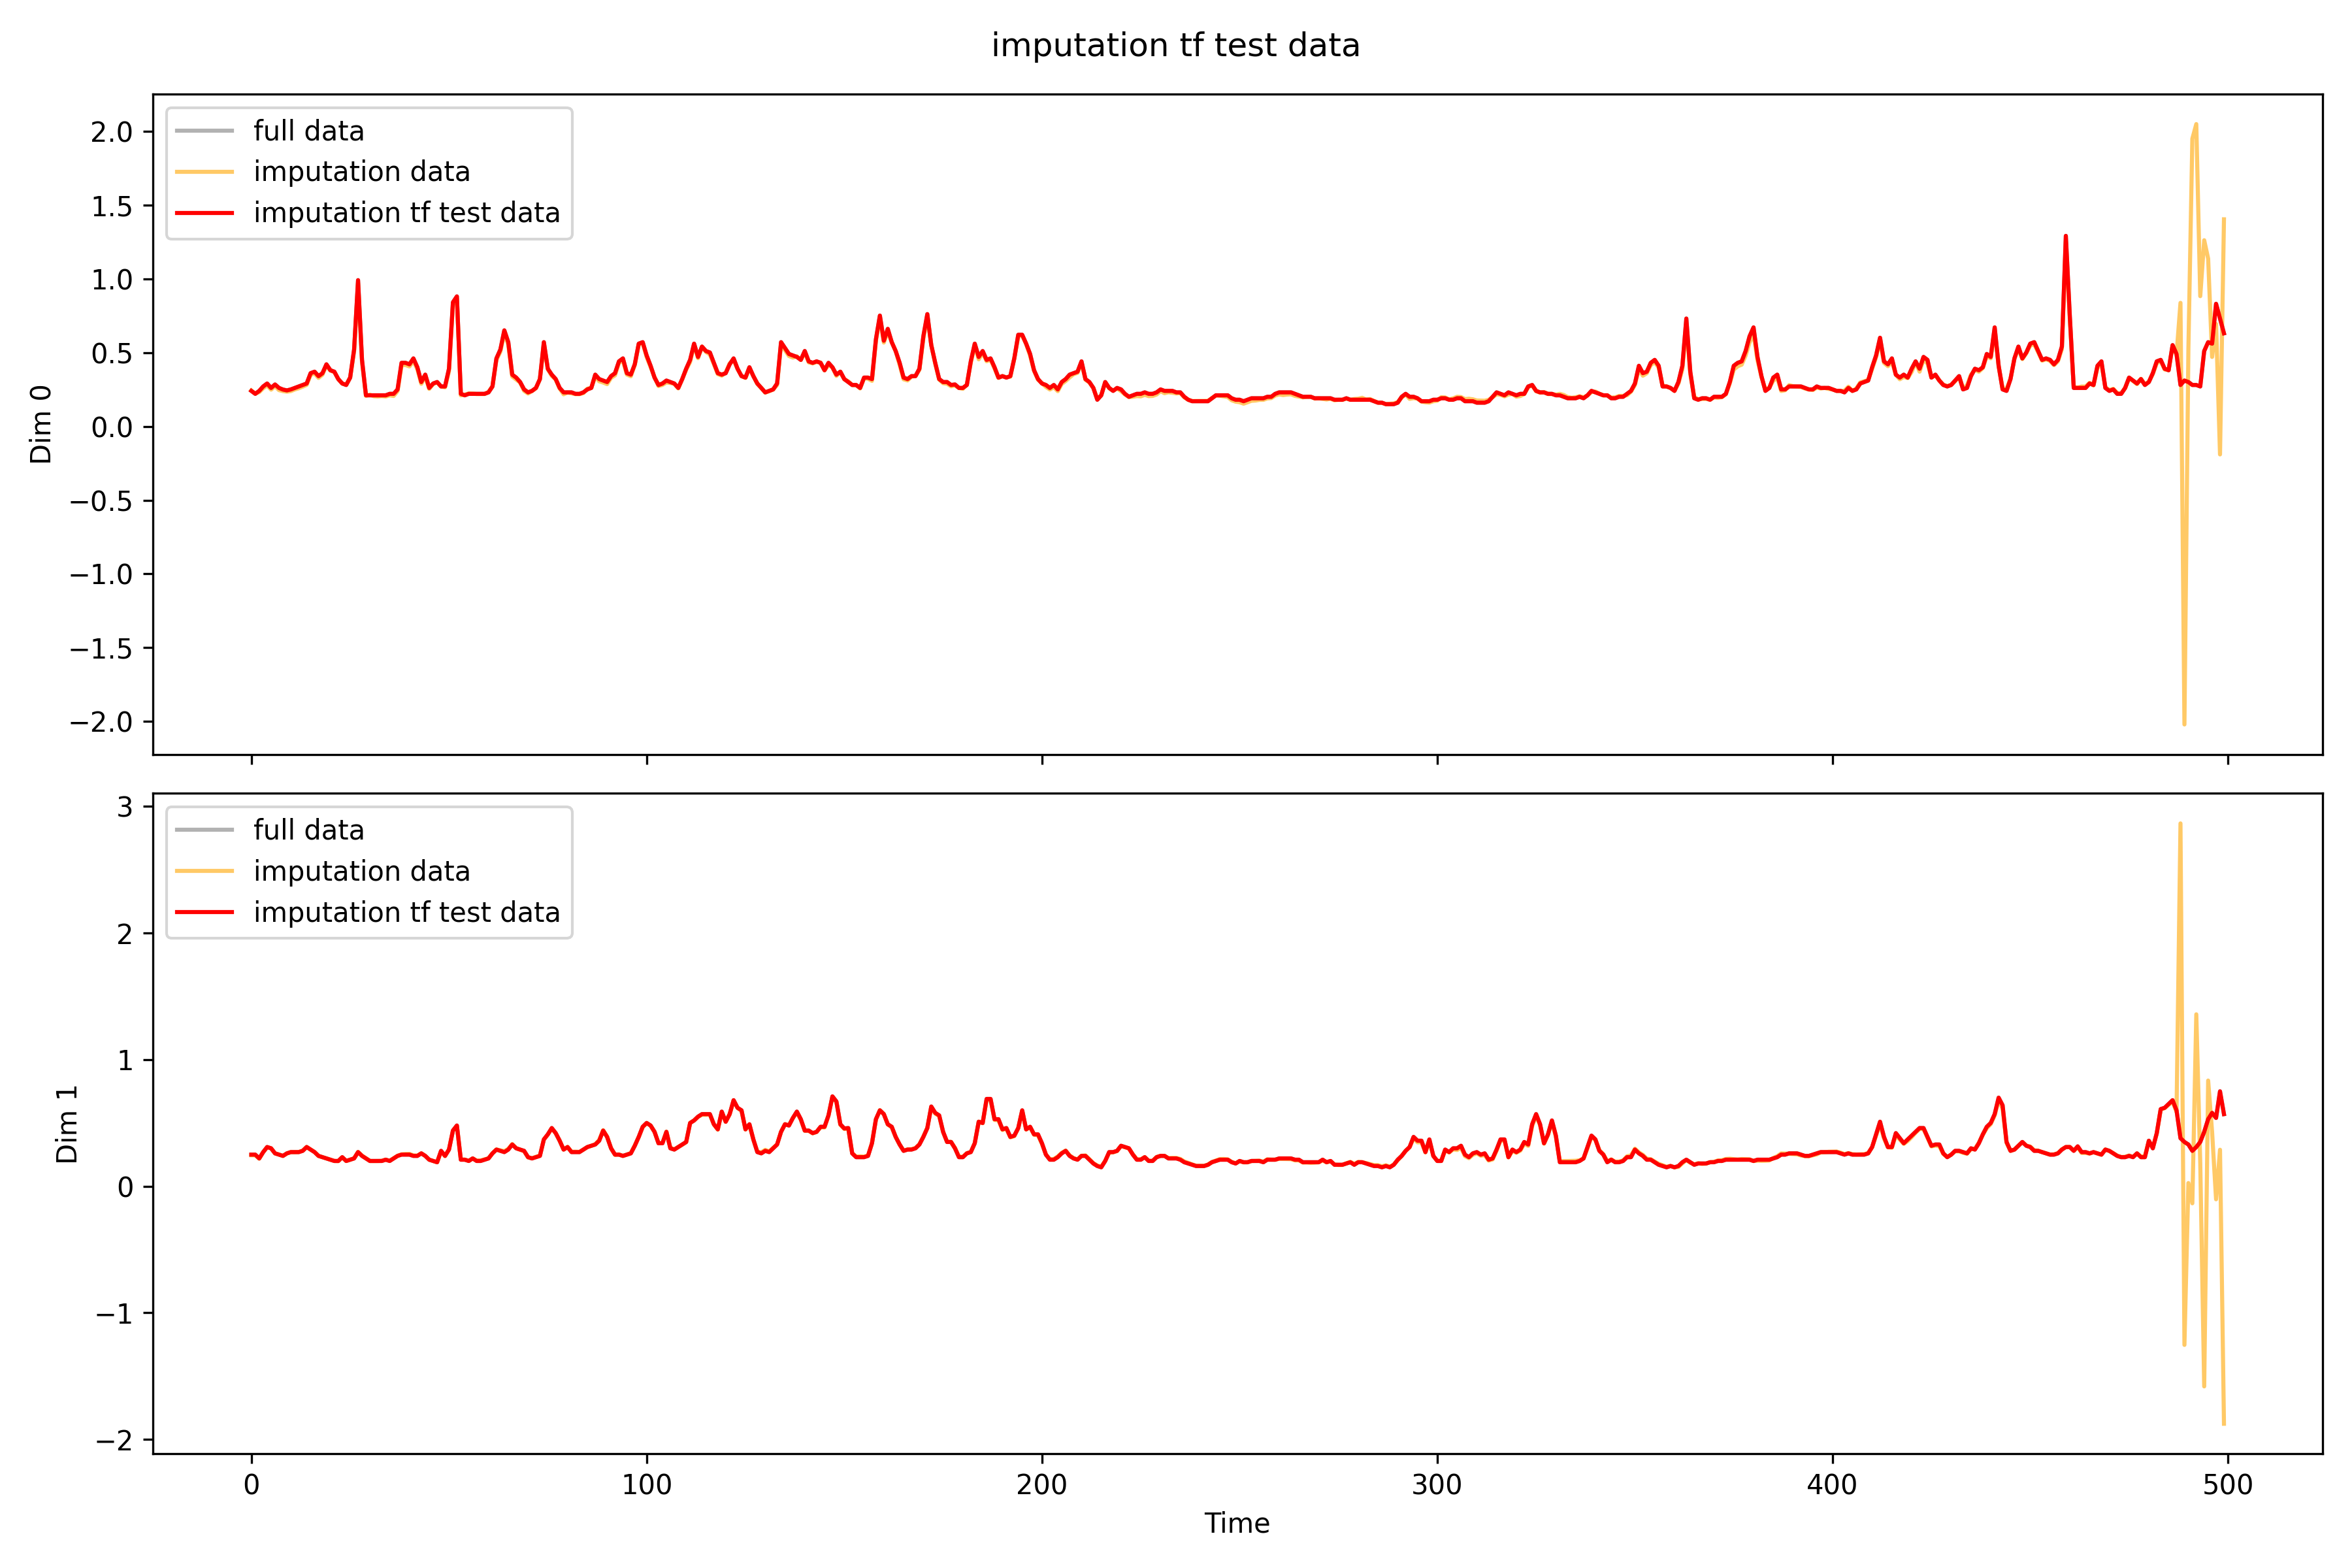 imputation tf test data
full data
imputation data
imputation tf test data
2.0
1.5
1.0
0.5
0.0
−0.5
−1.0
−1.5
−2.0
Dim 0
full data
imputation data
imputation tf test data
3
2
1
0
−1
−2
Dim 1
0 100 200 300 400 500
Time